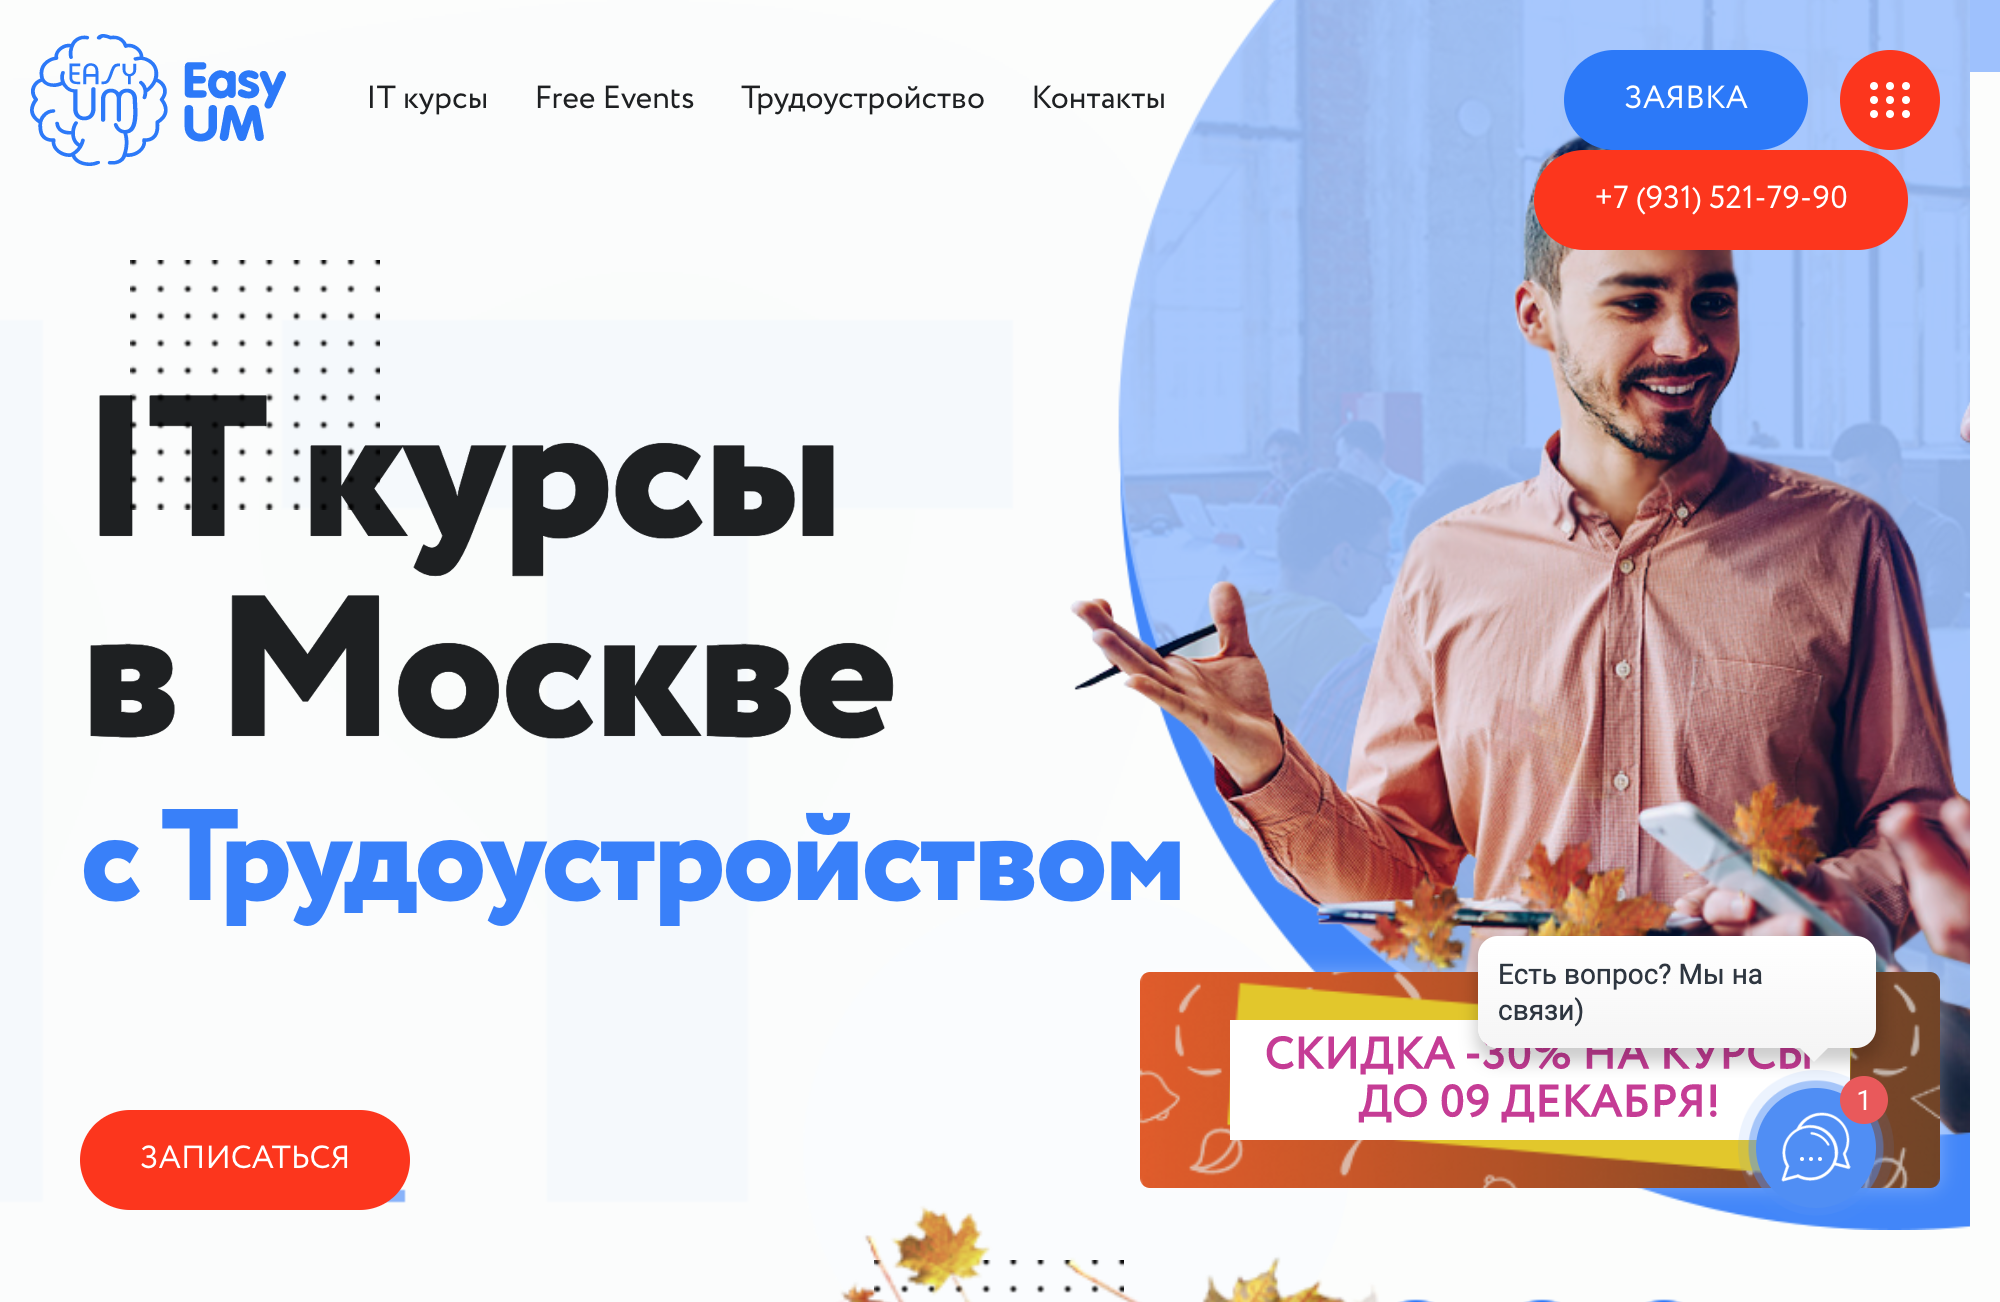 EASY
UM
Easy
UM
IT курсы
Free Events
Трудоустройство
Контакты
ЗАЯВКА
+7 (931) 521-79-90
IT курсы
в Москве
с Трудоустройством
Есть вопрос? Мы на
связи)
СКИДКА -30% НА КУРСЫ
ДО 09 ДЕКАБРЯ!
1
ЗАПИСАТЬСЯ